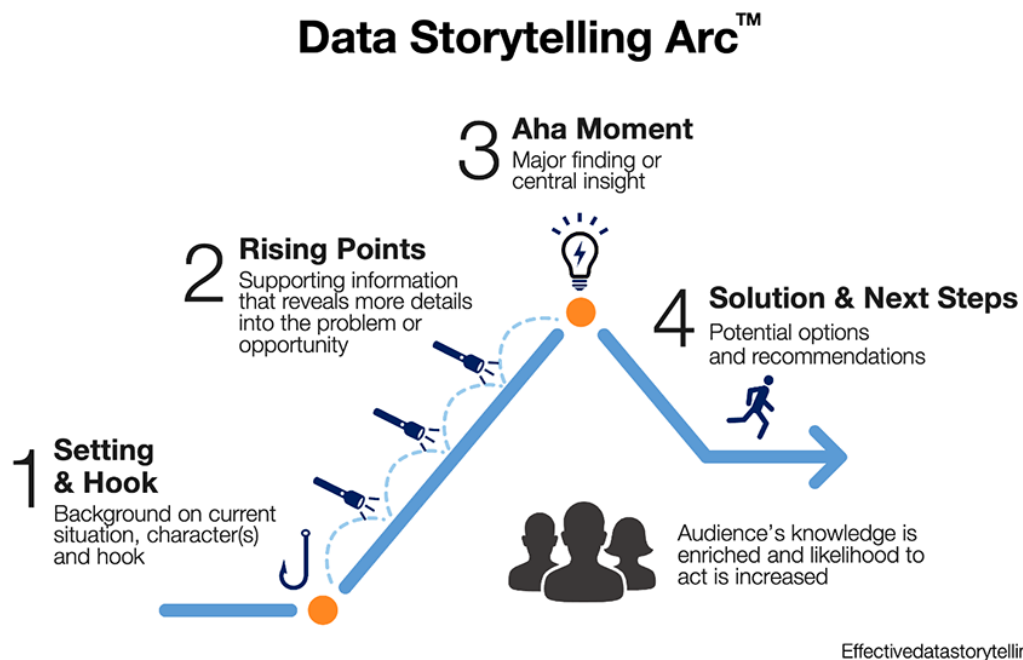 Data Storytelling Arc™
3
Aha Moment
Major finding or
central insight
2
Rising Points
Supporting information
that reveals more details
into the problem or
opportunity
4
Solution & Next Steps
Potential options
and recommendations
1
Setting
& Hook
Background on current
situation, character(s)
and hook
Audience's knowledge is
enriched and likelihood to
act is increased